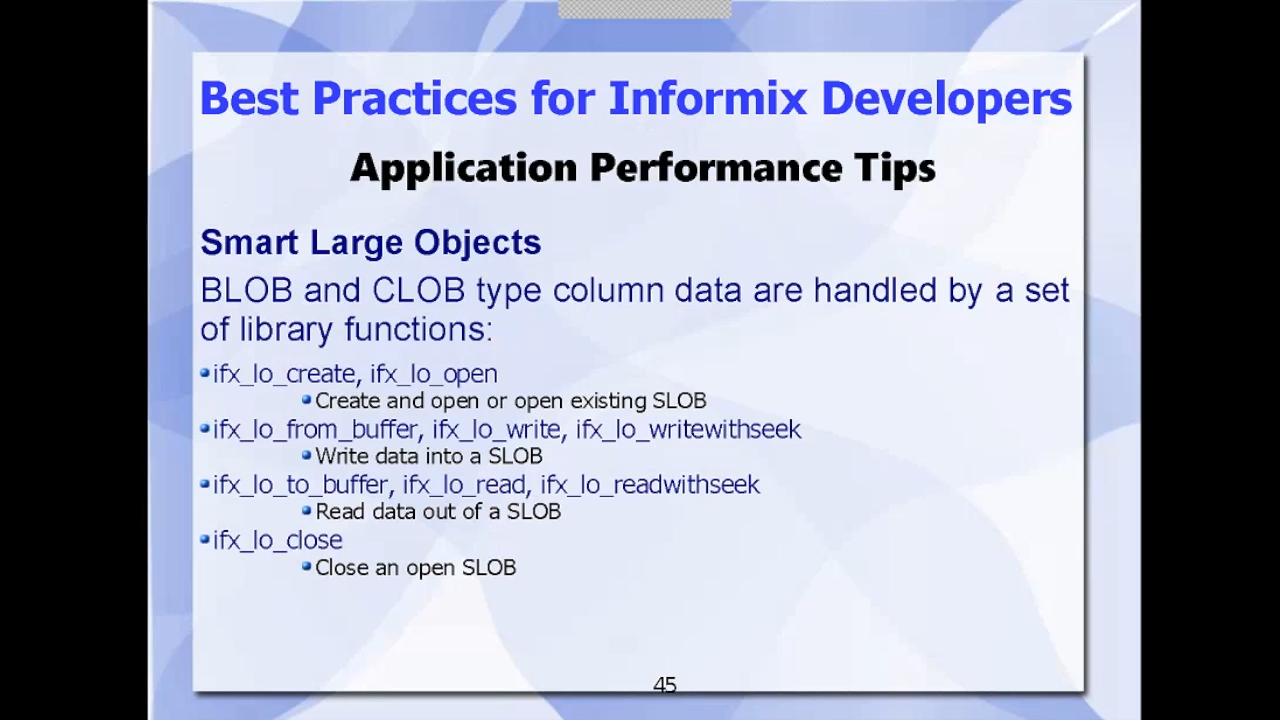 Best Practices for Informix Developers
Application Performance Tips
Smart Large Objects
BLOB and CLOB type column data are handled by a set
of library functions:
ifx_lo_create, ifx_lo_open
Create and open or open existing SLOB
ifx_lo_from_buffer, ifx_lo_write, ifx_lo_writewithseek
Write data into a SLOB
ifx_lo_to_buffer, ifx_lo_read, ifx_lo_readwithseek
Read data out of a SLOB
ifx_lo_close
Close an open SLOB
45